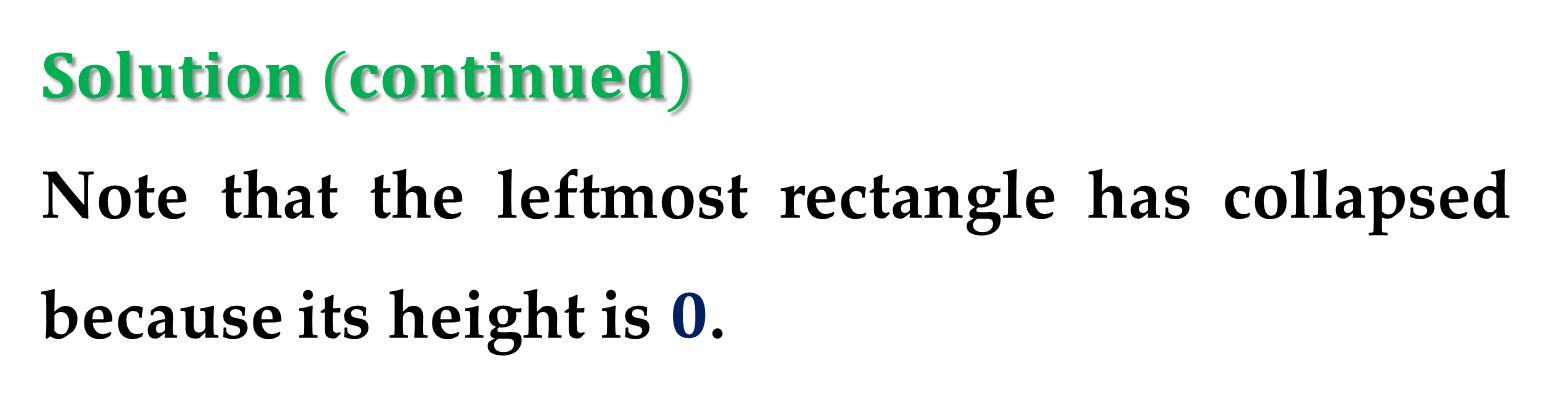 Solution (continued)
Note that the leftmost rectangle has collapsed
because its height is 0.